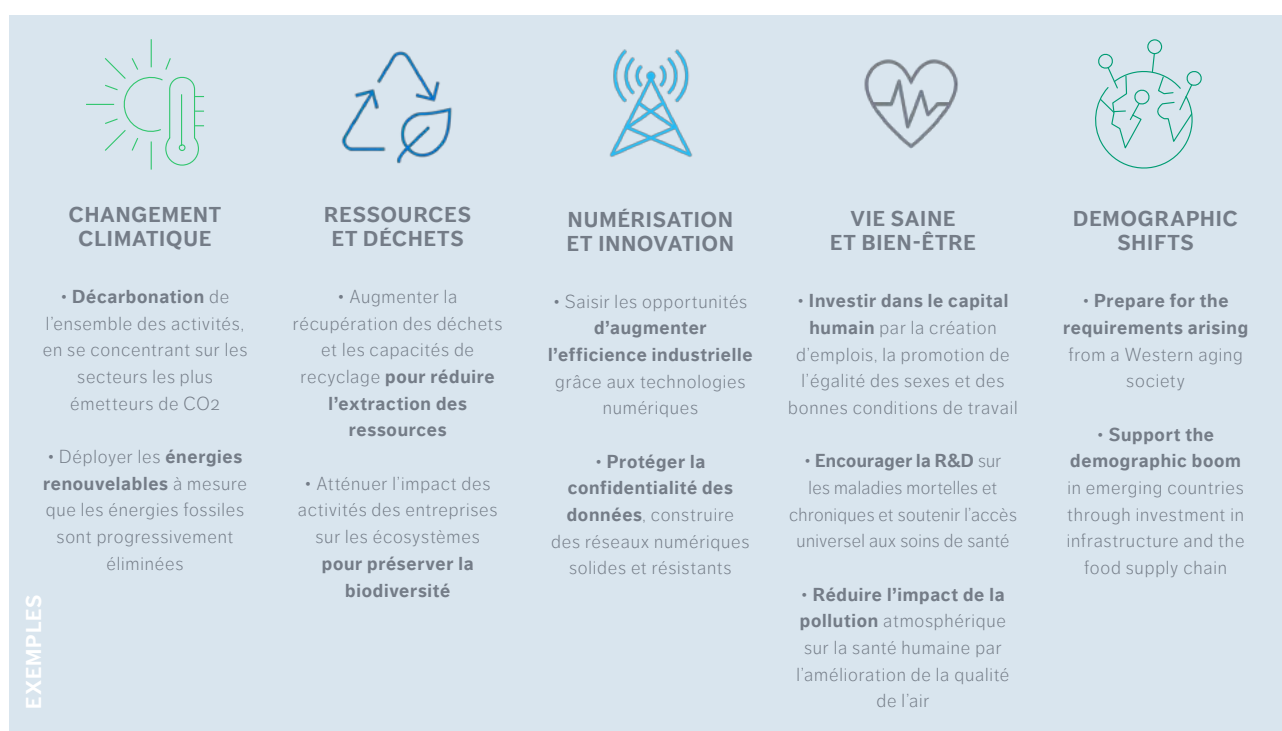 CHANGEMENT
CLIMATIQUE
• Décarbonation de
l'ensemble des activités,
en se concentrant sur les
secteurs les plus
émetteurs de CO2
• Déployer les énergies
renouvelables à mesure
que les énergies fossiles
sont progressivement
éliminées
RESSOURCES
ET DÉCHETS
• Augmenter la
récupération des déchets
et les capacités de
recyclage pour réduire
l'extraction des
ressources
• Atténuer l'impact des
activités des entreprises
sur les écosystèmes
pour préserver la
biodiversité
NUMÉRISATION
ET INNOVATION
• Saisir les opportunités
d'augmenter
l'efficience industrielle
grâce aux technologies
numériques
• Protéger la
confidentialité des
données, construire
des réseaux numériques
solides et résistants
VIE SAINE
ET BIEN-ÊTRE
• Investir dans le capital
humain par la création
d'emplois, la promotion de
l'égalité des sexes et des
bonnes conditions de travail
• Encourager la R&D sur
les maladies mortelles et
chroniques et soutenir l'accès
universel aux soins de santé
• Réduire l'impact de la
pollution atmosphérique
sur la santé humaine par
l'amélioration de la qualité
de l'air
DEMOGRAPHIC
SHIFTS
• Prepare for the
requirements arising
from a Western aging
society
• Support the
demographic boom
in emerging countries
through investment in
infrastructure and the
food supply chain
EXEMPLES